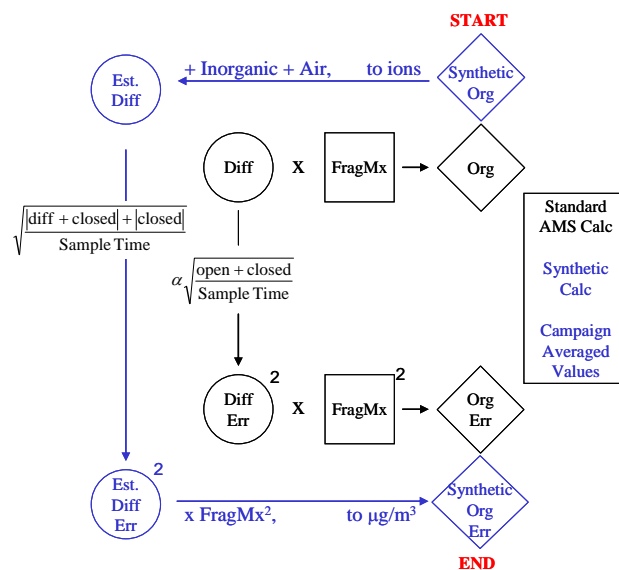 START
+ Inorganic + Air, to ions
Synthetic
Org
Est.
Diff
Diff
X
FragMx
Org
√(|diff + closed| + |closed| / Sample Time)
α√(open + closed / Sample Time)
Standard
AMS Calc
Synthetic
Calc
Campaign
Averaged
Values
Diff
Err
2
X
FragMx
2
Org
Err
Est.
Diff
Err
2
x FragMx², to μg/m³
Synthetic
Org
Err
END